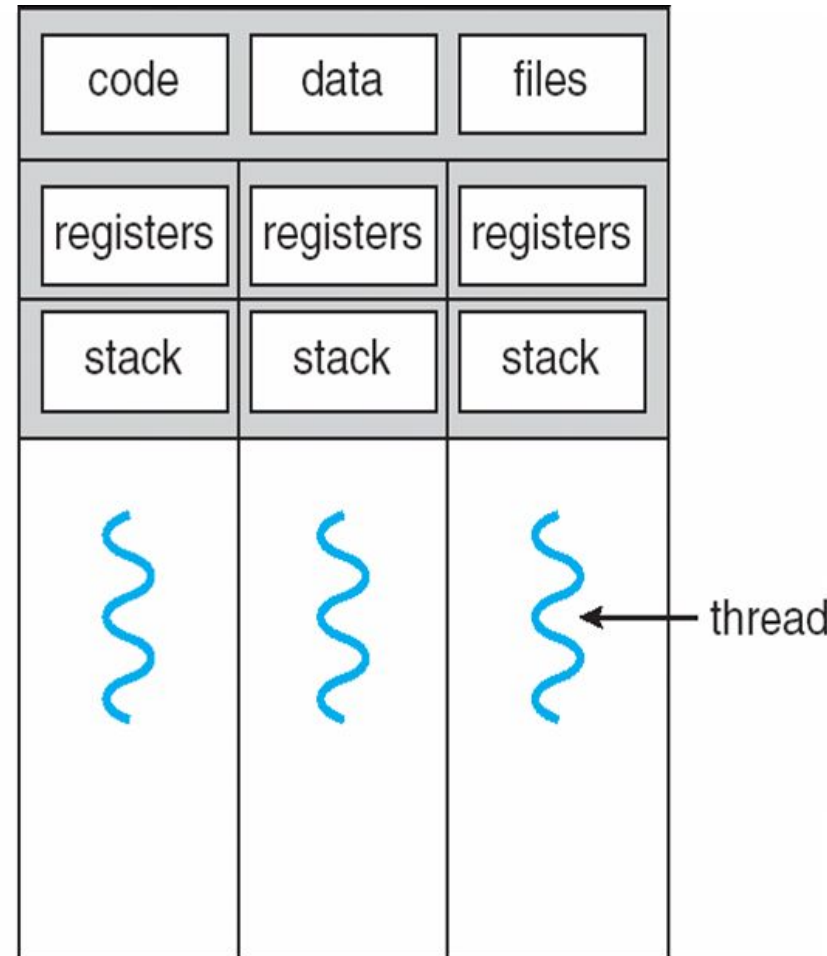 code data files
registers registers registers
stack stack stack
thread